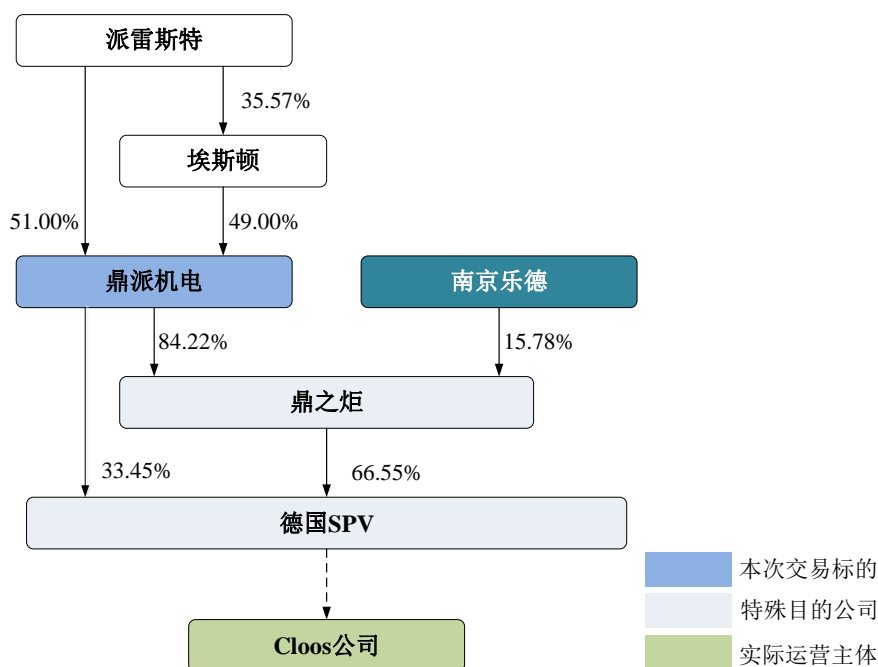 派雷斯特
35.57%
埃斯顿
51.00%
49.00%
鼎派机电
南京乐德
84.22%
15.78%
鼎之炬
33.45%
66.55%
德国SPV
本次交易标的
特殊目的公司
Cloos公司
实际运营主体